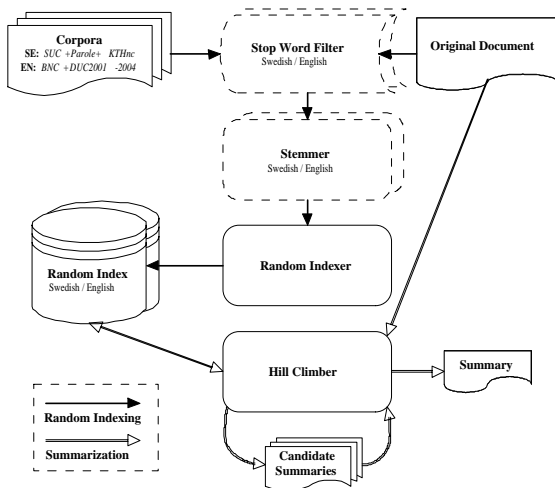 Corpora
SE: SUC +Parole+ KTHnc
EN: BNC +DUC2001 -2004
Stop Word Filter
Swedish / English
Original Document
Stemmer
Swedish / English
Random Index
Swedish / English
Random Indexer
Hill Climber
Summary
Random Indexing
Summarization
Candidate
Summaries